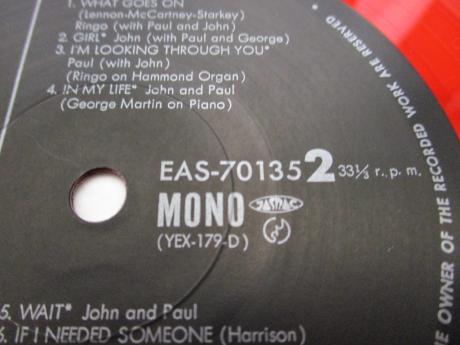 1. WHAT GOES ON
(Lennon-McCartney-Starkey)
Ringo (with Paul and John)
2. GIRL* John (with Paul and George)
3. I'M LOOKING THROUGH YOU*
Paul (with John)
(Ringo on Hammond Organ)
4. IN MY LIFE* John and Paul
(George Martin on Piano)
EAS-70135 2 33⅓ r. p. m.
MONO JASRAC
(YEX-179-D)
5. WAIT* John and Paul
6. IF I NEEDED SOMEONE (Harrison)
OWNER OF THE RECORDED WORK ARE RESERVED